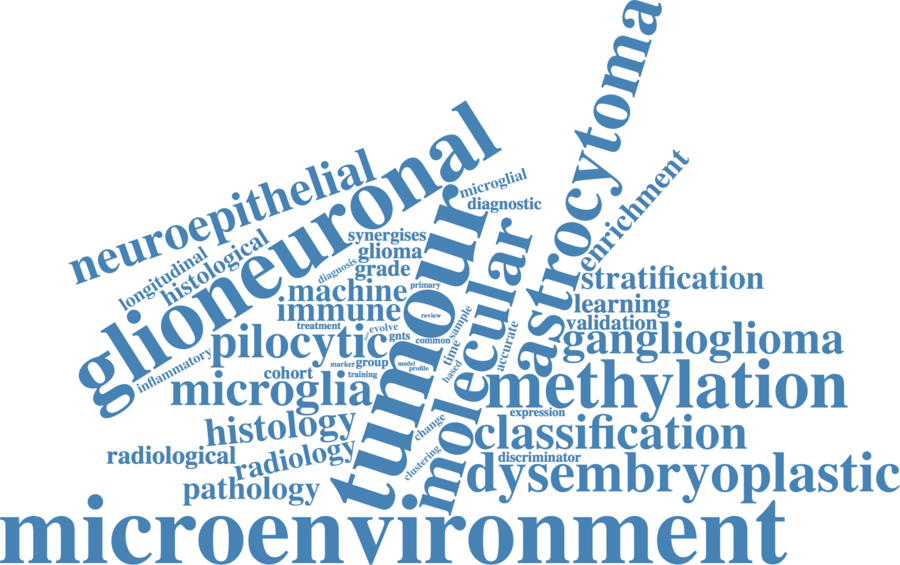 astrocytoma
glioneuronal
neuroepithelial
enrichment
microglial
diagnostic
tumour
molecular
longitudinal
histological
synergises
glioma
grade
diagnosis
stratification
machine
primary
learning
immune
review
sample
validation
treatment
evolve
gnts
common
time
accurate
pilocytic
ganglioglioma
inflammatory
marker
group
model
profile
based
cohort
training
microglia
methylation
expression
histology
change
classification
radiological
radiology
clustering
discriminator
pathology
dysembryoplastic
microenvironment